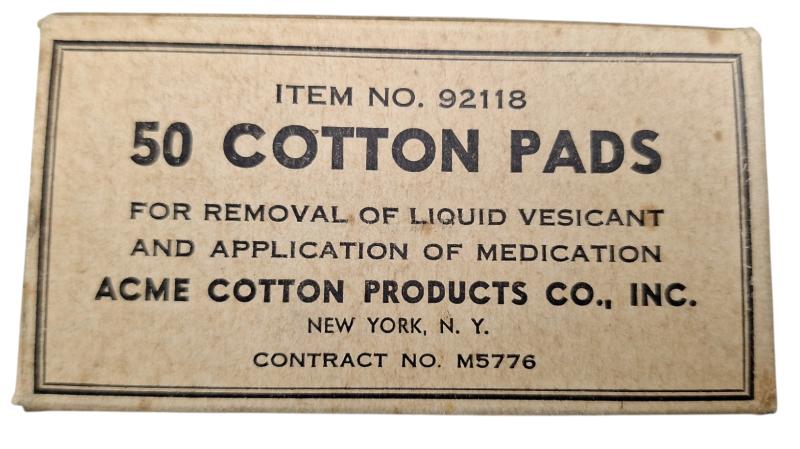 ITEM NO. 92118
50 COTTON PADS
FOR REMOVAL OF LIQUID VESICANT
AND APPLICATION OF MEDICATION
ACME COTTON PRODUCTS CO., INC.
NEW YORK, N. Y.
CONTRACT NO. M5776